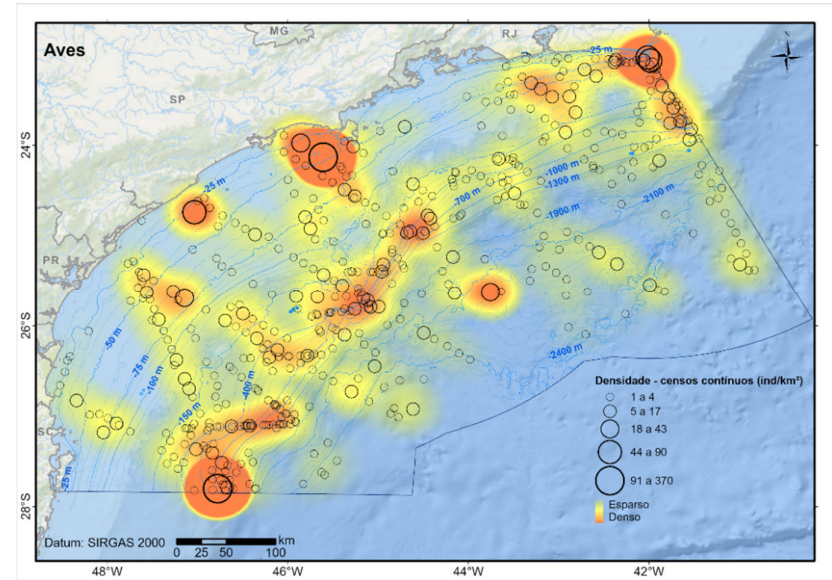 Aves
MG
RJ
SP
PR
SC
24°S
26°S
28°S
-25 m
-25 m
-1000 m
-1300 m
-700 m
-1900 m
-2100 m
-50 m
-75 m
-100 m
-150 m
-400 m
-2400 m
-25 m
Densidade - censos contínuos (ind/km²)
1 a 4
5 a 17
18 a 43
44 a 90
91 a 370
Esparso
Denso
Datum: SIRGAS 2000
km
0 25 50 100
48°W 46°W 44°W 42°W